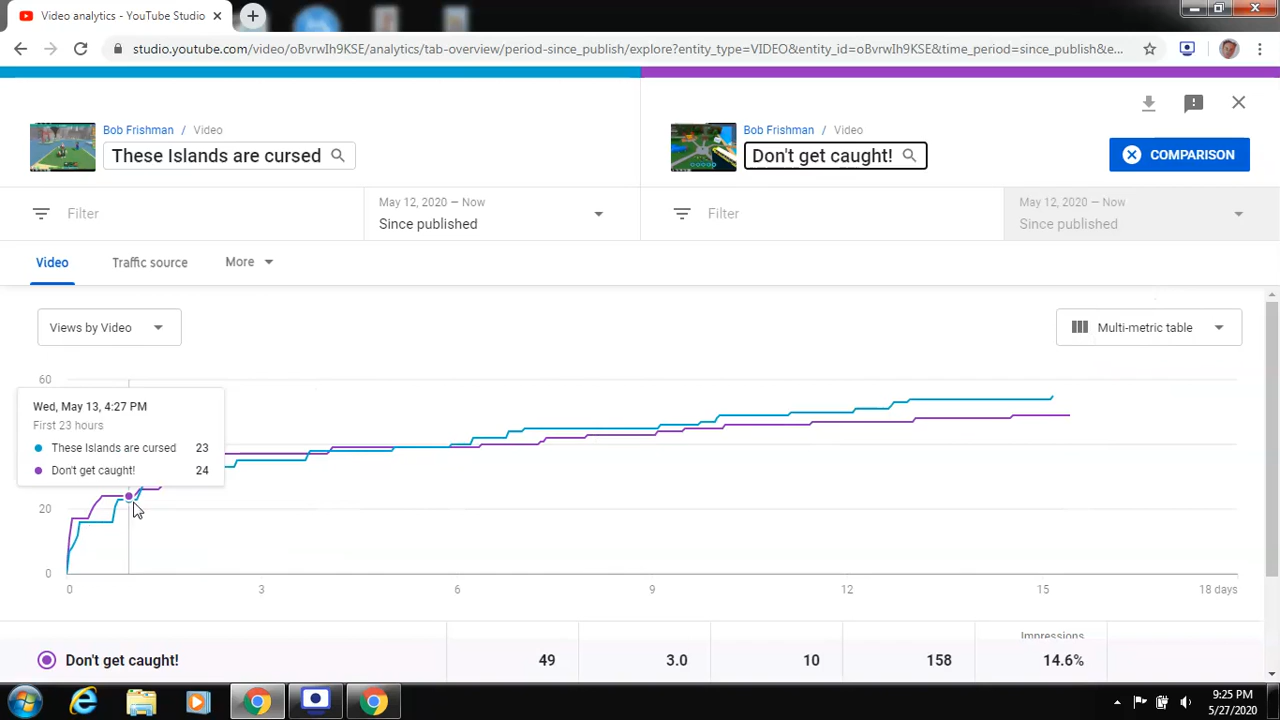 Video analytics - YouTube Studio
studio.youtube.com/video/oBvrwIh9KSE/analytics/tab-overview/period-since_publish/explore?entity_type=VIDEO&entity_id=oBvrwIh9KSE&time_period=since_publish&e...
Bob Frishman / Video
These Islands are cursed
Bob Frishman / Video
Don't get caught!
COMPARISON
Filter
May 12, 2020 — Now
Since published
Filter
May 12, 2020 — Now
Since published
Video
Traffic source
More
Views by Video
Multi-metric table
60
Wed, May 13, 4:27 PM
First 23 hours
These Islands are cursed 23
Don't get caught! 24
20
0
0 3 6 9 12 15 18 days
Impressions
Don't get caught! 49 3.0 10 158 14.6%
9:25 PM
5/27/2020